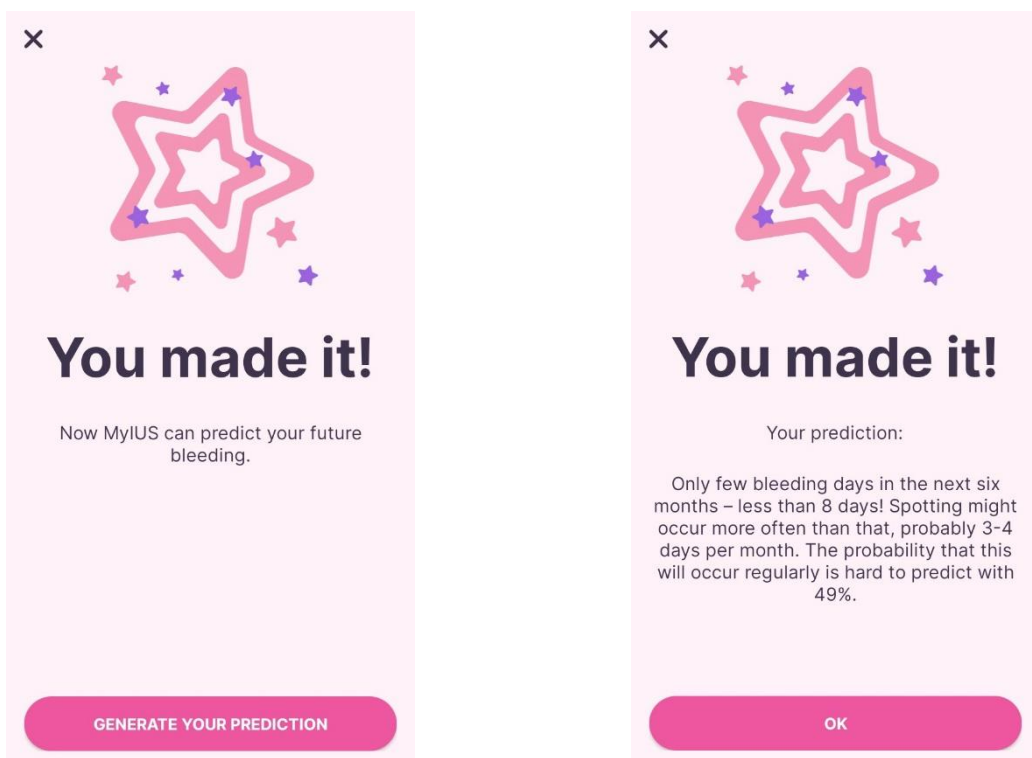 You made it!
Now MyIUS can predict your future
bleeding.
GENERATE YOUR PREDICTION
You made it!
Your prediction:
Only few bleeding days in the next six
months – less than 8 days! Spotting might
occur more often than that, probably 3-4
days per month. The probability that this
will occur regularly is hard to predict with
49%.
OK